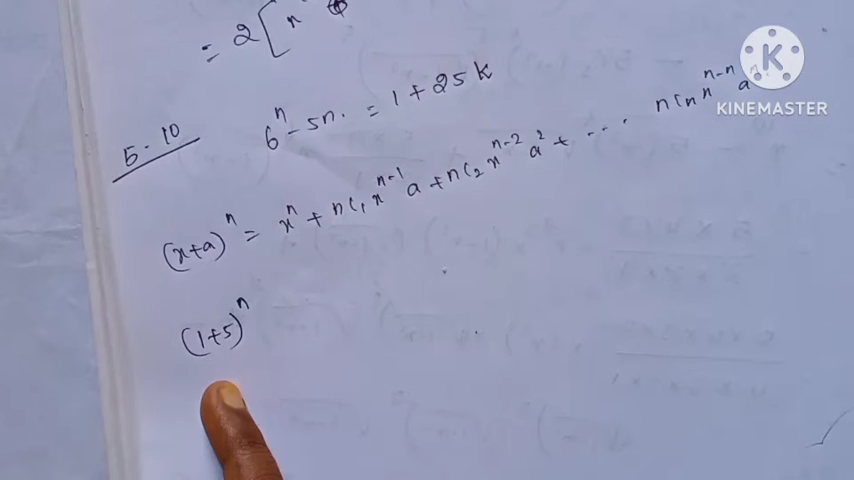 = 2[n
5-10
6^n - 5n. = 1 + 25k
(x+a)^n = x^n + nC₁ x^{n-1} a + nC₂ x^{n-2} a^2 + .... nCn x^{n-n} a^n
(1+5)^n
K
KINEMASTER